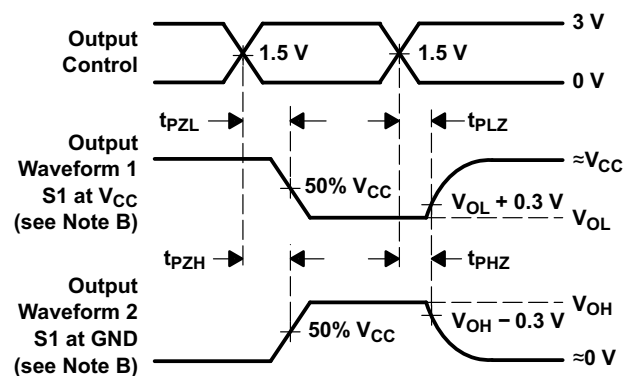 Output
Control
1.5 V
1.5 V
3 V
0 V
tPZL
tPLZ
Output
Waveform 1
S1 at VCC
(see Note B)
50% VCC
≈VCC
VOL + 0.3 V
VOL
tPZH
tPHZ
Output
Waveform 2
S1 at GND
(see Note B)
50% VCC
VOH
VOH − 0.3 V
≈0 V